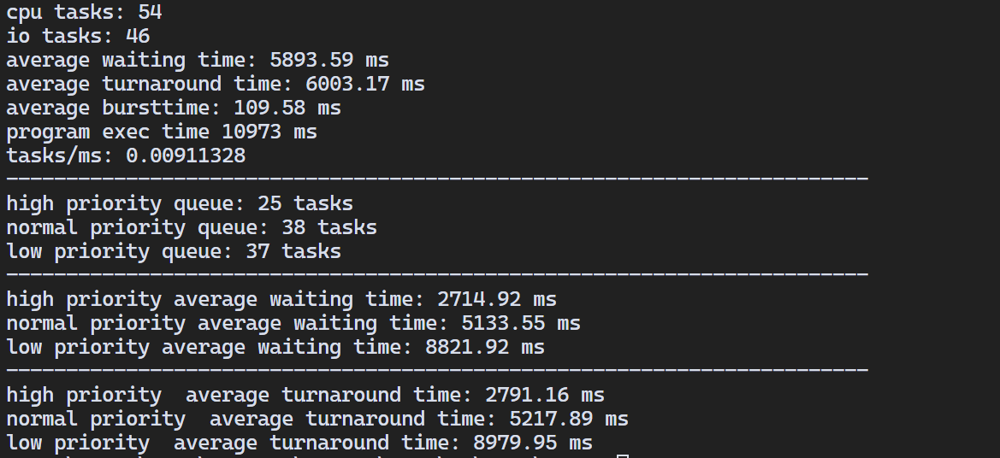 cpu tasks: 54
io tasks: 46
average waiting time: 5893.59 ms
average turnaround time: 6003.17 ms
average bursttime: 109.58 ms
program exec time 10973 ms
tasks/ms: 0.00911328
------------------------------------------------------------------------
high priority queue: 25 tasks
normal priority queue: 38 tasks
low priority queue: 37 tasks
------------------------------------------------------------------------
high priority average waiting time: 2714.92 ms
normal priority average waiting time: 5133.55 ms
low priority average waiting time: 8821.92 ms
------------------------------------------------------------------------
high priority  average turnaround time: 2791.16 ms
normal priority  average turnaround time: 5217.89 ms
low priority  average turnaround time: 8979.95 ms